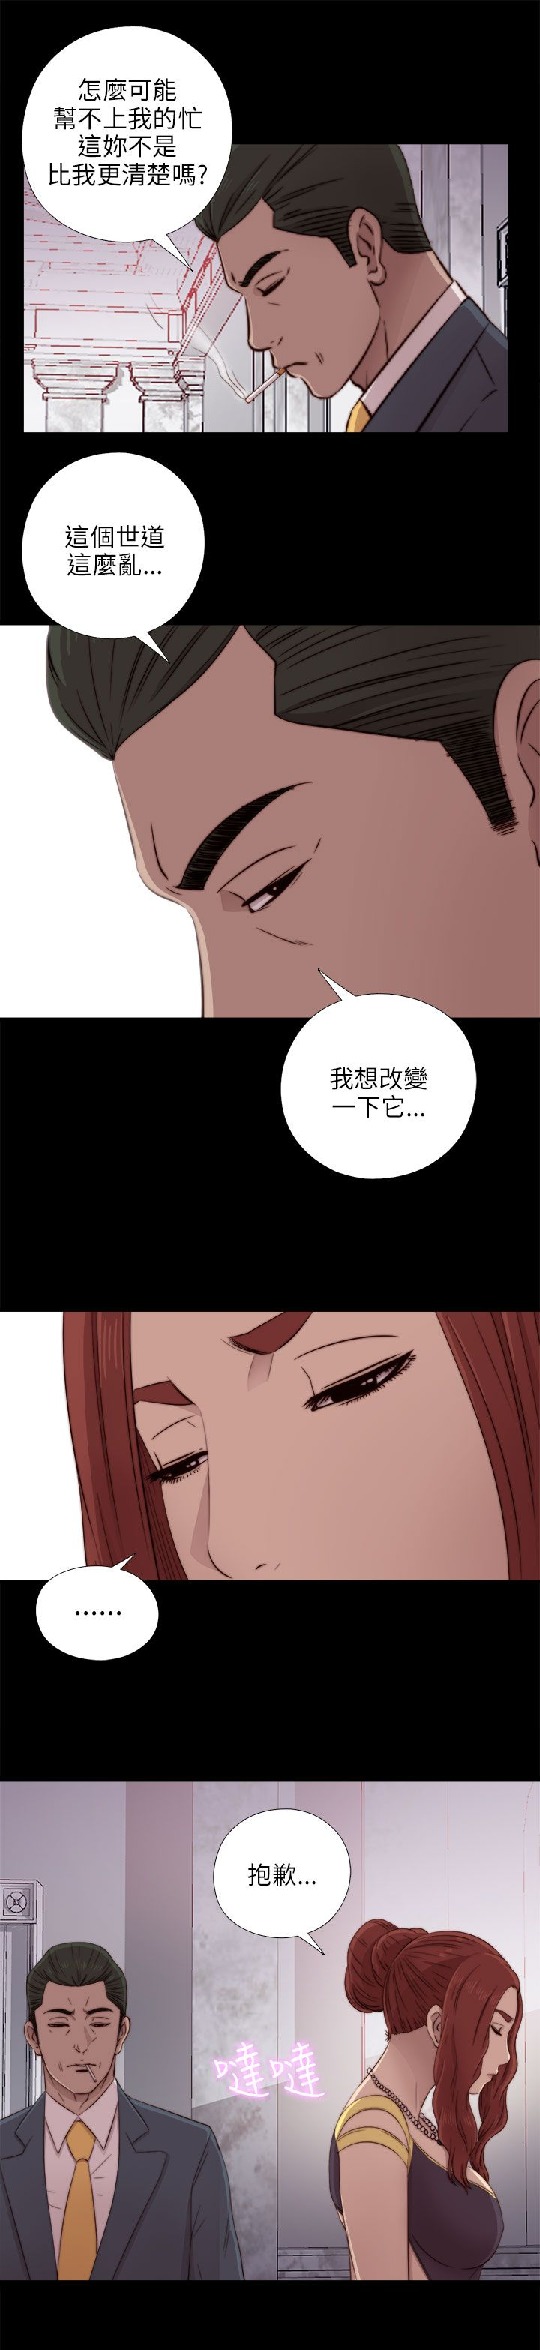 怎麼可能
幫不上我的忙
這妳不是
比我更清楚嗎?
這個世道
這麼亂...
我想改變
一下它...
......
抱歉...
噠噠